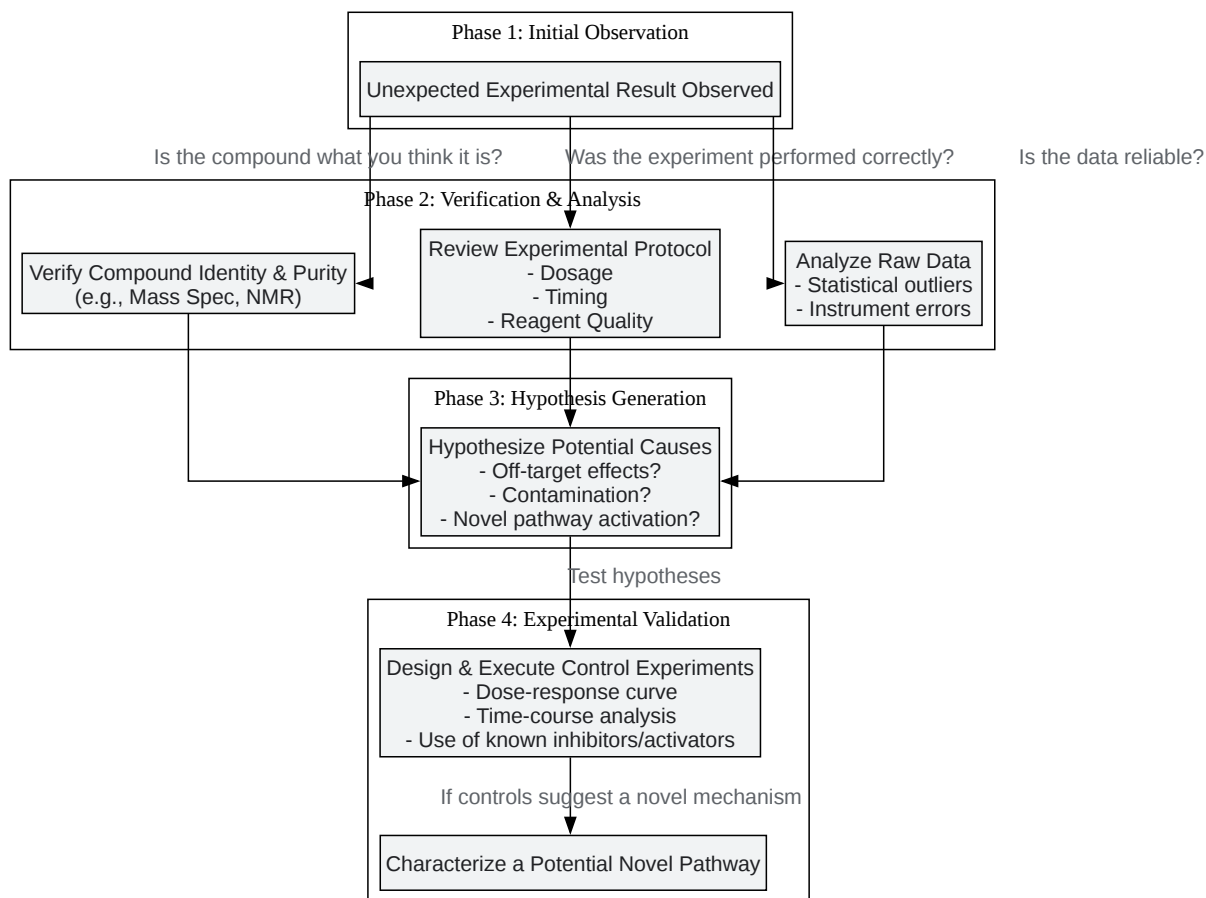 Phase 1: Initial Observation
Unexpected Experimental Result Observed
Is the compound what you think it is?
Was the experiment performed correctly?
Is the data reliable?
Phase 2: Verification & Analysis
Verify Compound Identity & Purity
(e.g., Mass Spec, NMR)
Review Experimental Protocol
- Dosage
- Timing
- Reagent Quality
Analyze Raw Data
- Statistical outliers
- Instrument errors
Phase 3: Hypothesis Generation
Hypothesize Potential Causes
- Off-target effects?
- Contamination?
- Novel pathway activation?
Test hypotheses
Phase 4: Experimental Validation
Design & Execute Control Experiments
- Dose-response curve
- Time-course analysis
- Use of known inhibitors/activators
If controls suggest a novel mechanism
Characterize a Potential Novel Pathway